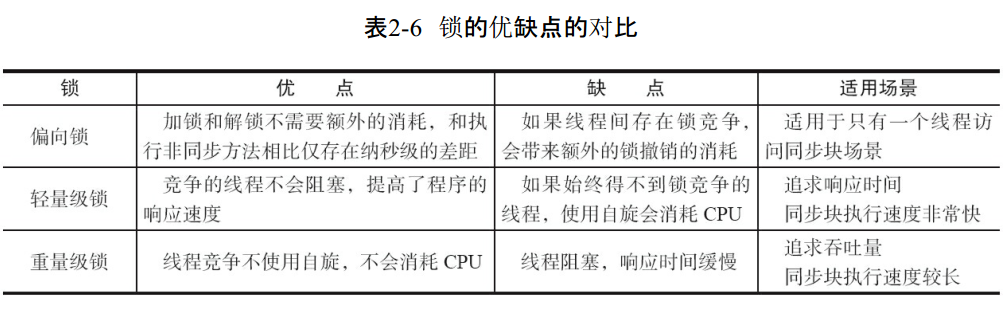 表2-6 锁的优缺点的对比
锁 优 点 缺 点 适用场景
偏向锁
加锁和解锁不需要额外的消耗，和执
行非同步方法相比仅存在纳秒级的差距
如果线程间存在锁竞争，
会带来额外的锁撤销的消耗
适用于只有一个线程访
问同步块场景
轻量级锁
竞争的线程不会阻塞，提高了程序的
响应速度
如果始终得不到锁竞争的
线程，使用自旋会消耗 CPU
追求响应时间
同步块执行速度非常快
重量级锁
线程竞争不使用自旋，不会消耗 CPU
线程阻塞，响应时间缓慢
追求吞吐量
同步块执行速度较长